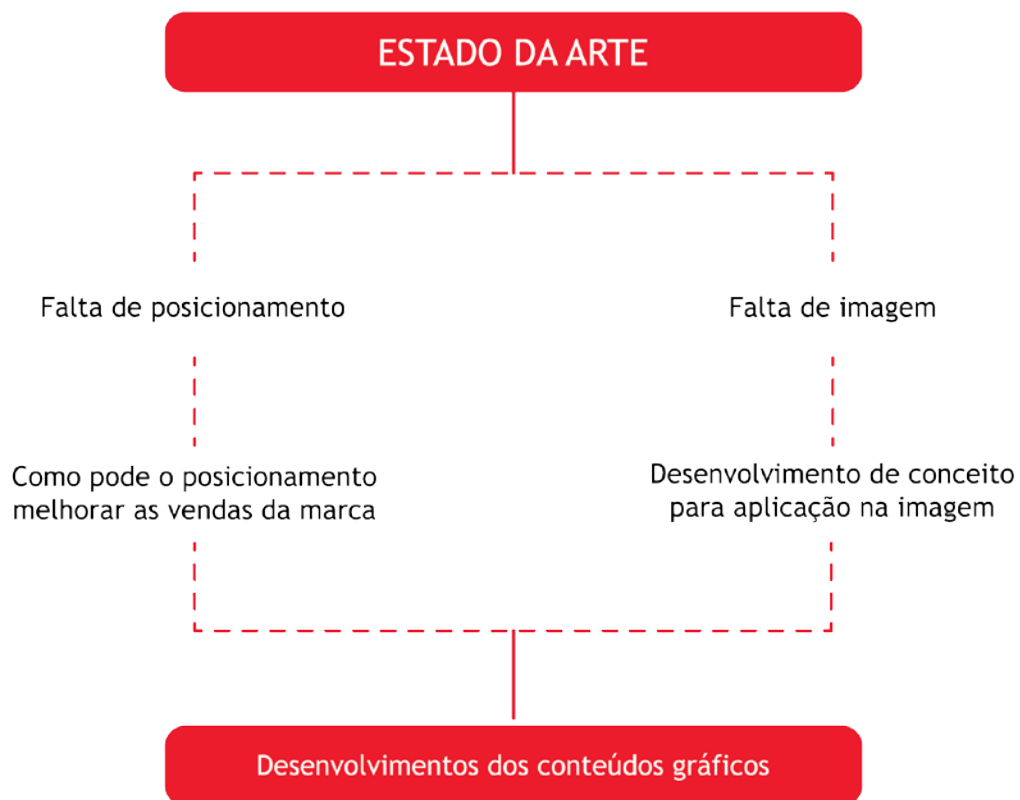 ESTADO DA ARTE
Falta de posicionamento
Falta de imagem
Como pode o posicionamento
melhorar as vendas da marca
Desenvolvimento de conceito
para aplicação na imagem
Desenvolvimentos dos conteúdos gráficos